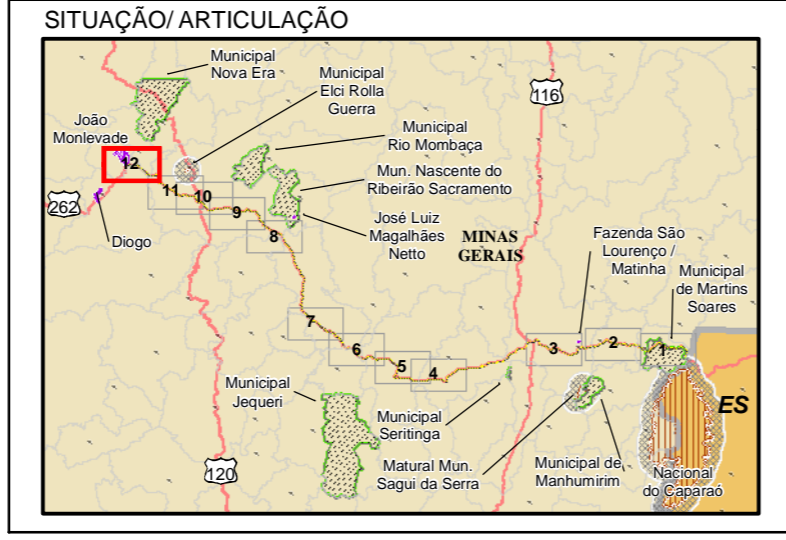 SITUAÇÃO/ ARTICULAÇÃO
Municipal
Nova Era
Municipal
Elci Rolla
Guerra
116
João
Monlevade
Municipal
Rio Mombaça
12
Mun. Nascente do
Ribeirão Sacramento
11
10
262
9
José Luiz
Magalhães
Netto
Diogo
8
MINAS
GERAIS
Fazenda São
Lourenço /
Matinha
Municipal
de Martins
Soares
7
6
5
4
3
2
1
Municipal
Jequeri
Municipal
Seritinga
ES
120
Matural Mun.
Sagui da Serra
Municipal de
Manhumirim
Nacional
do Caparaó